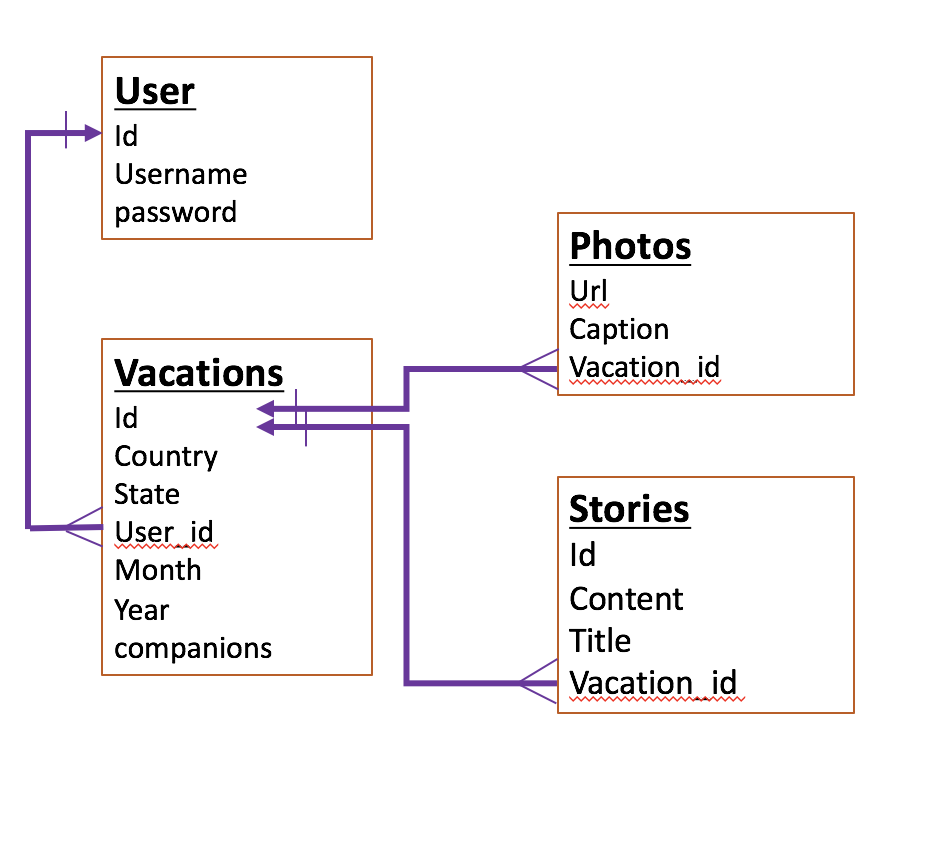 User
Id
Username
password
Vacations
Id
Country
State
User_id
Month
Year
companions
Photos
Url
Caption
Vacation_id
Stories
Id
Content
Title
Vacation_id